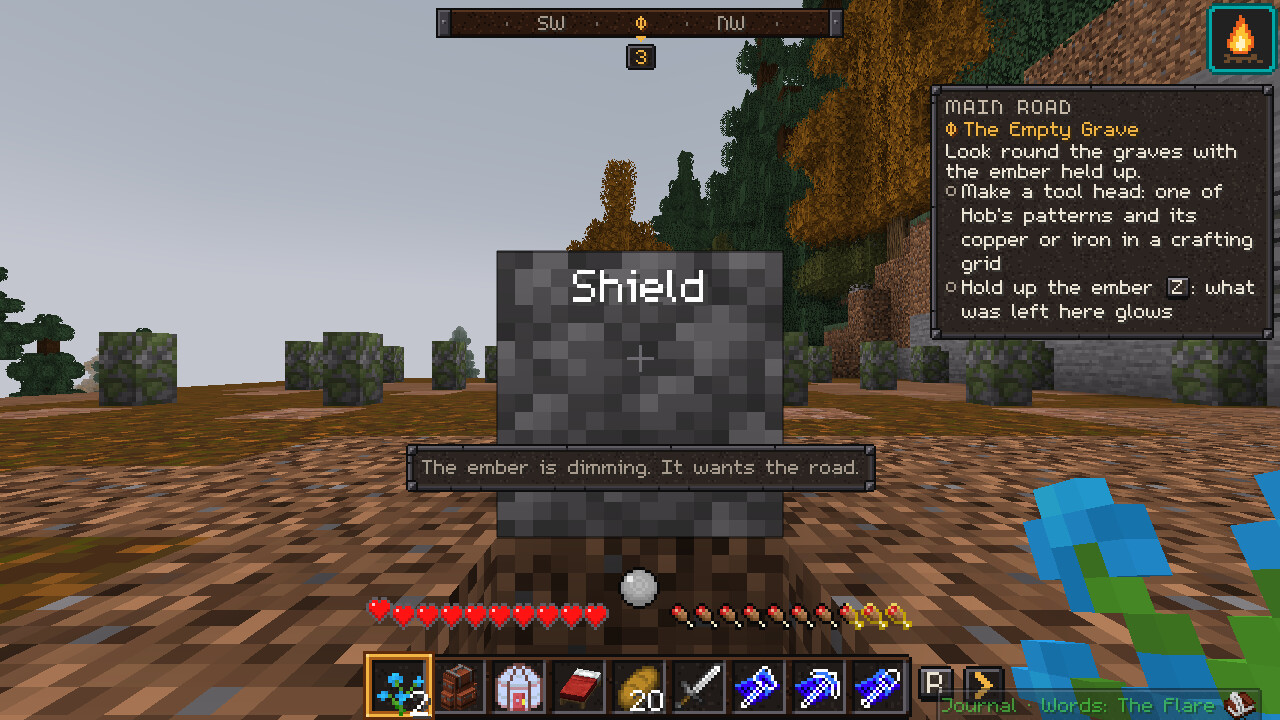 SW NW
3
MAIN ROAD
The Empty Grave
Look round the graves with
the ember held up.
Make a tool head: one of
Hob's patterns and its
copper or iron in a crafting
grid
Hold up the ember Z: what
was left here glows
Shield
The ember is dimming. It wants the road.
2
20
R
Journal · Words: The Flare